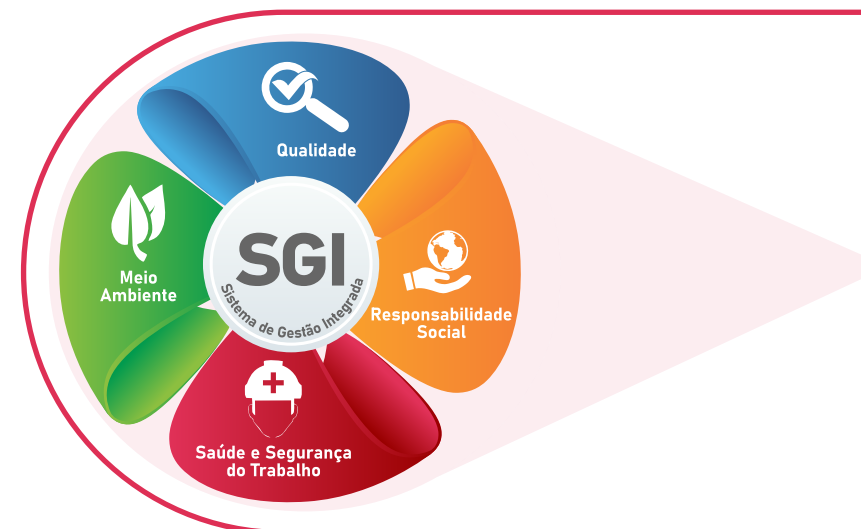 Qualidade
Meio
Ambiente
SGI
Sistema de Gestão Integrada
Responsabilidade
Social
Saúde e Segurança
do Trabalho